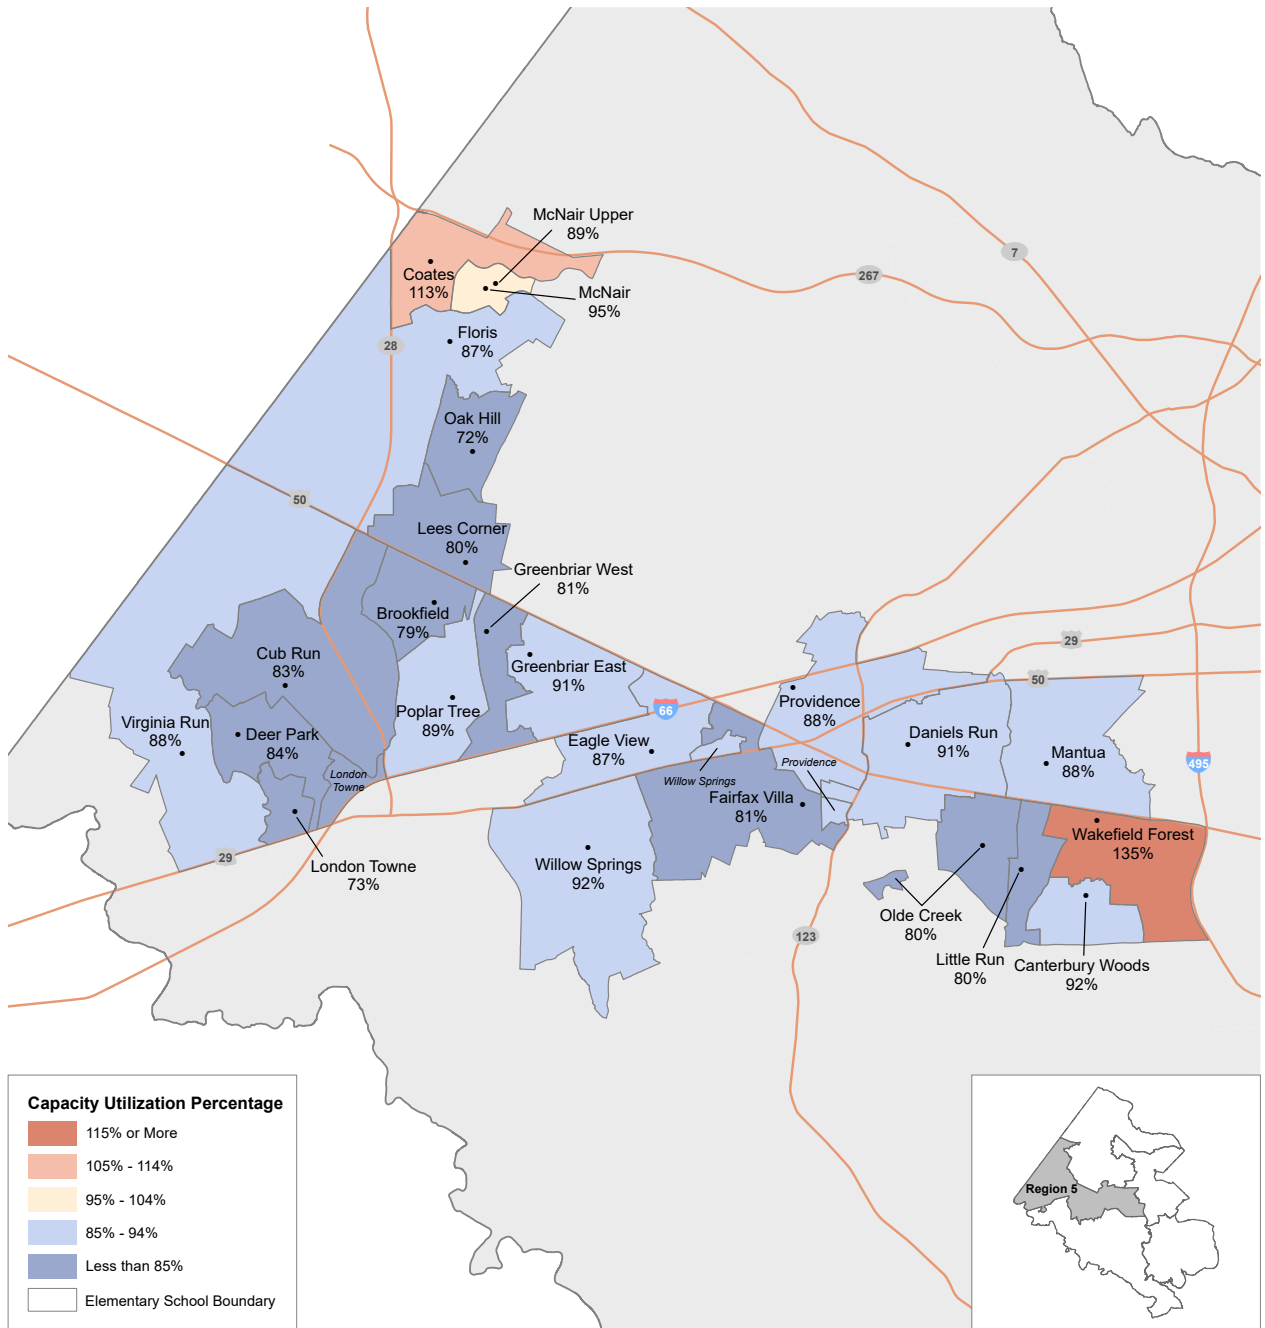 McNair Upper
89%
7
267
Coates
113%
McNair
95%
Floris
87%
28
Oak Hill
72%
50
Lees Corner
80%
Greenbriar West
81%
Brookfield
79%
29
Cub Run
83%
Greenbriar East
91%
50
Providence
88%
66
Poplar Tree
89%
Virginia Run
88%
Deer Park
84%
Eagle View
87%
Daniels Run
91%
Mantua
88%
495
London
Towne
Willow Springs
Providence
Fairfax Villa
81%
Wakefield Forest
135%
29
London Towne
73%
Willow Springs
92%
Olde Creek
80%
123
Little Run
80%
Canterbury Woods
92%
Capacity Utilization Percentage
115% or More
105% - 114%
95% - 104%
85% - 94%
Less than 85%
Elementary School Boundary
Region 5